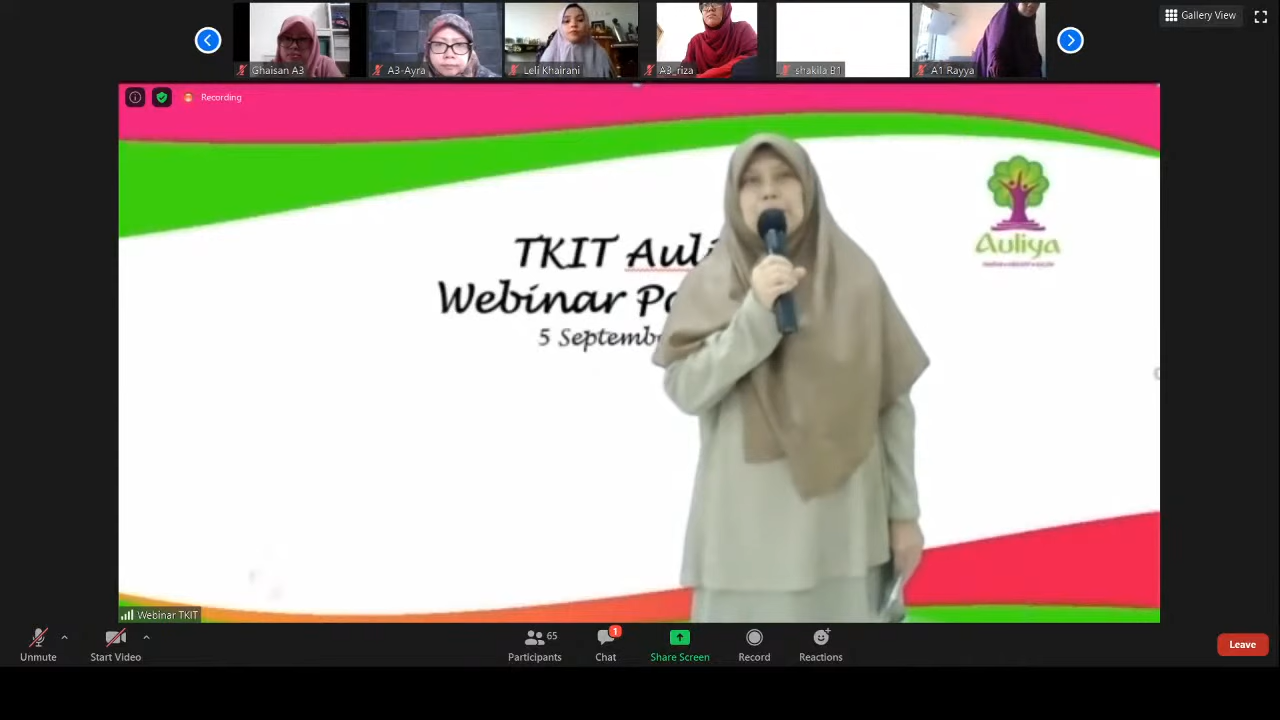 Gallery View
Ghaisan A3
A3-Ayra
Leli Khairani
A3_riza
shakila B1
A1 Rayya
Recording
Auliya
TKIT Auli
Webinar Pa
5 Septemb
Webinar TKIT
Unmute
Start Video
65
Participants
1
Chat
Share Screen
Record
Reactions
Leave